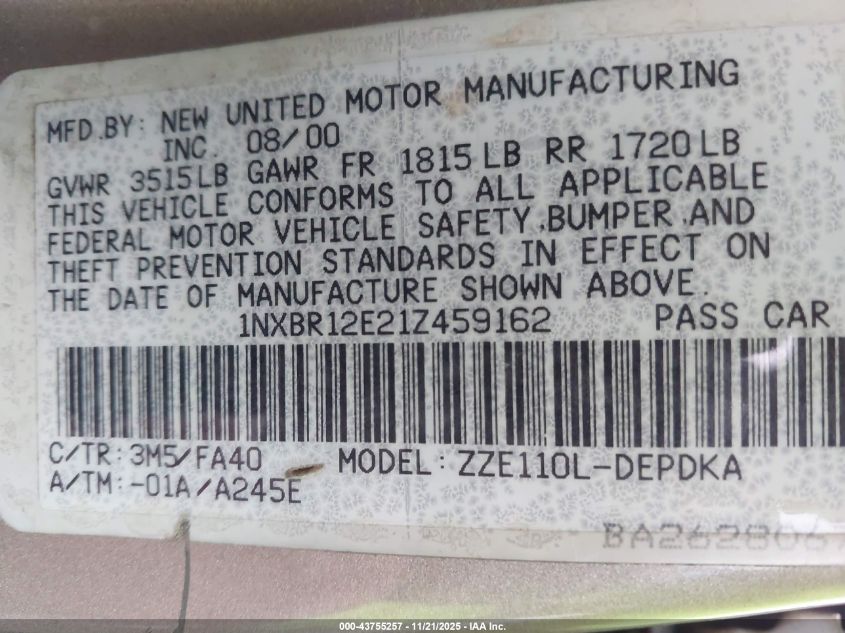 MFD.BY: NEW UNITED MOTOR MANUFACTURING
INC. 08/00
GVWR 3515LB GAWR FR 1815LB RR 1720LB
THIS VEHICLE CONFORMS TO ALL APPLICABLE
FEDERAL MOTOR VEHICLE SAFETY,BUMPER,AND
THEFT PREVENTION STANDARDS IN EFFECT ON
THE DATE OF MANUFACTURE SHOWN ABOVE.
1NXBR12E21Z459162 PASS CAR
C/TR: 3M5/FA40 MODEL: ZZE110L-DEPDKA
A/TM:-01A/A245E
BA262806
000-43755257 - 11/21/2025 - IAA, Inc.